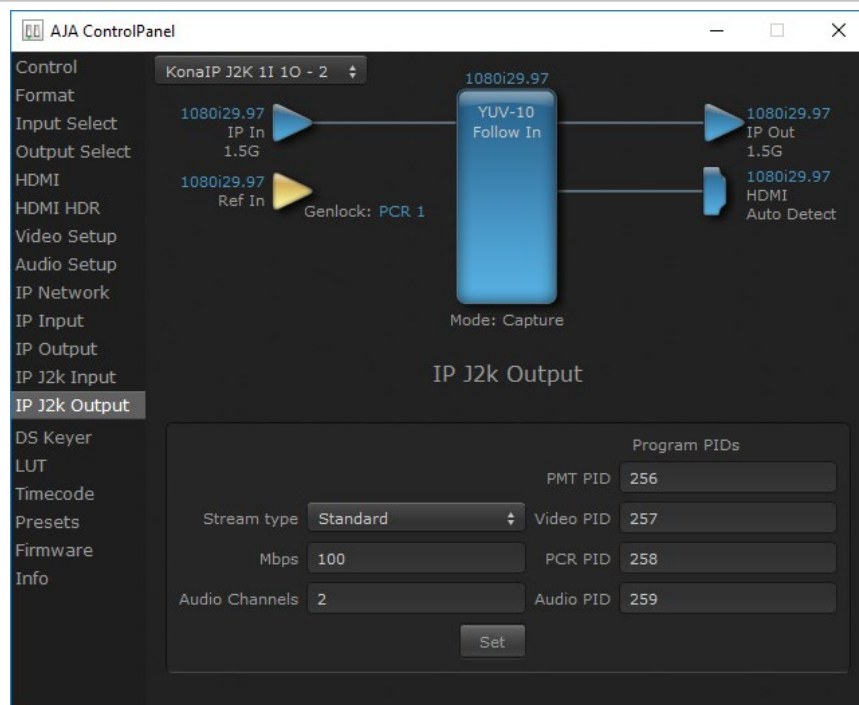 AJA ControlPanel
Control
Format
Input Select
Output Select
HDMI
HDMI HDR
Video Setup
Audio Setup
IP Network
IP Input
IP Output
IP J2k Input
IP J2k Output
DS Keyer
LUT
Timecode
Presets
Firmware
Info
KonaIP J2K 1I 1O - 2
1080i29.97
1080i29.97
IP In
1.5G
1080i29.97
Ref In
Genlock: PCR 1
YUV-10
Follow In
Mode: Capture
1080i29.97
IP Out
1.5G
1080i29.97
HDMI
Auto Detect
IP J2k Output
Program PIDs
PMT PID 256
Stream type Standard Video PID 257
Mbps 100 PCR PID 258
Audio Channels 2 Audio PID 259
Set